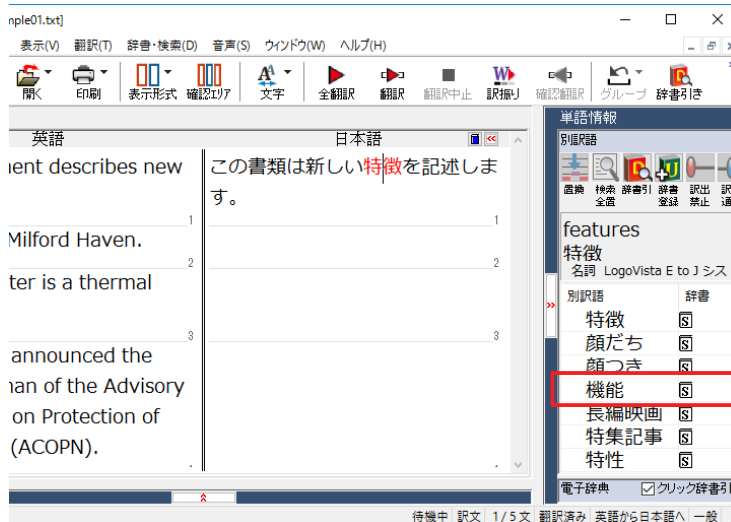 mple01.txt]
表示(V) 翻訳(T) 辞書・検索(D) 音声(S) ウィンドウ(W) ヘルプ(H)
開く 印刷 表示形式 確認エリア 文字 全翻訳 翻訳 翻訳中止 訳振り 確認翻訳 グループ 辞書引き
英語 日本語
ent describes new
この書類は新しい特徴を記述しま
す。
1 1
Milford Haven.
2 2
ter is a thermal
3 3
announced the
nan of the Advisory
on Protection of
(ACOPN).
単語情報
別訳語
置換 検索全置 辞書引 辞書登録 訳出禁止
features
特徴
名詞 LogoVista E to J シス
別訳語 辞書
特徴 S
顔だち S
顔つき S
機能 S
長編映画 S
特集記事 S
特性 S
電子辞典 クリック辞書引
待機中 訳文 1/5文 翻訳済み 英語から日本語へ 一般